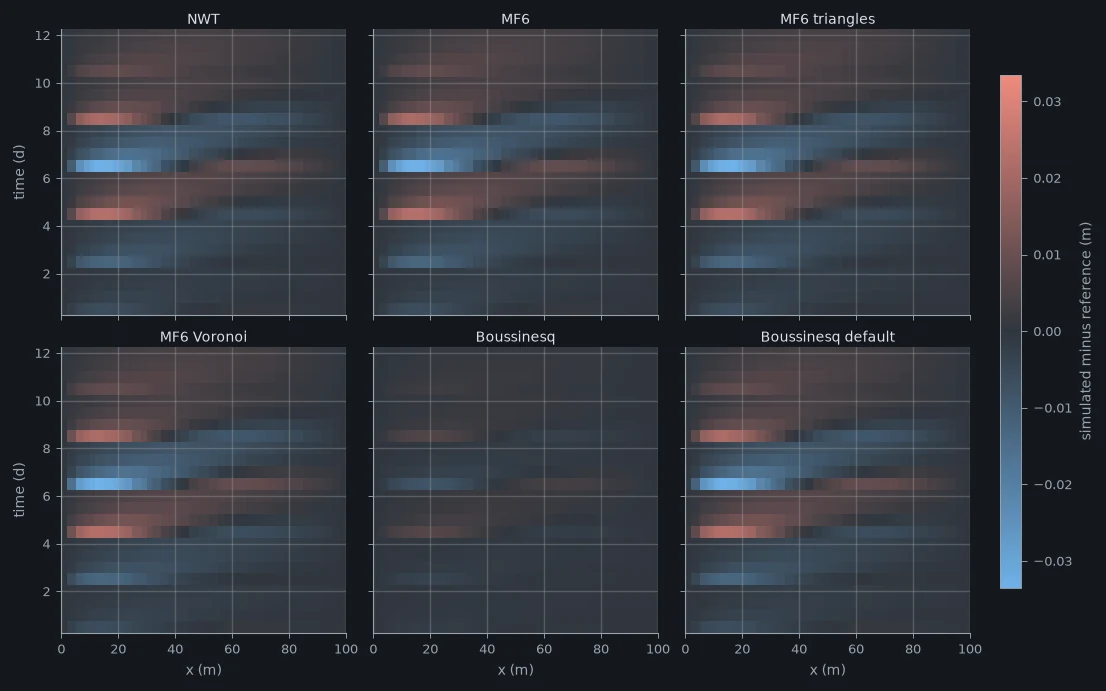 NWT
MF6
MF6 triangles
12
10
8
6
4
2
time (d)
0.03
0.02
0.01
0.00
−0.01
−0.02
−0.03
simulated minus reference (m)
MF6 Voronoi
Boussinesq
Boussinesq default
12
10
8
6
4
2
time (d)
0 20 40 60 80 100
0 20 40 60 80 100
0 20 40 60 80 100
x (m)
x (m)
x (m)